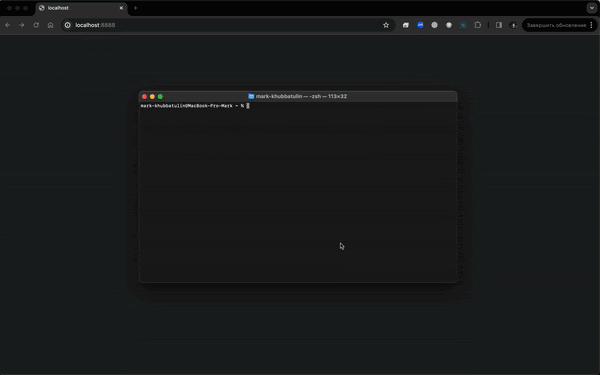 localhost
localhost:8888
Завершить обновление
mark-khubbatulin — -zsh — 113×32
mark-khubbatulin@MacBook-Pro-Mark ~ %